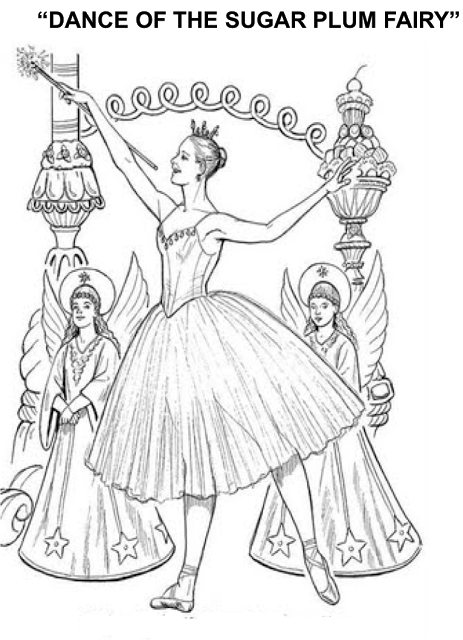 “DANCE OF THE SUGAR PLUM FAIRY”